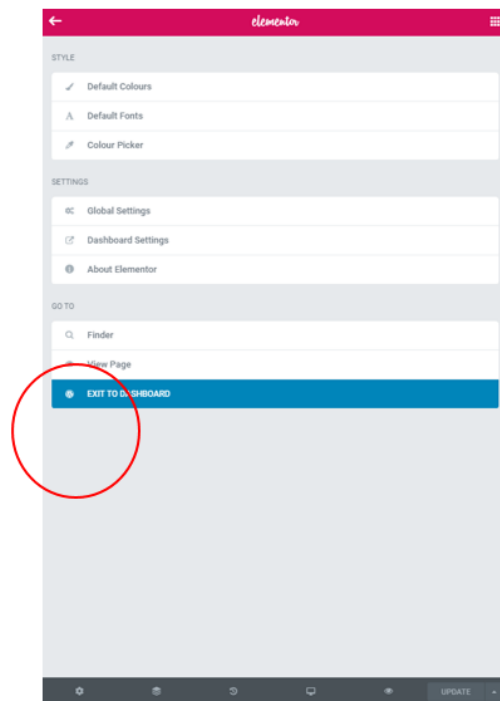 elementor
STYLE
Default Colours
Default Fonts
Colour Picker
SETTINGS
Global Settings
Dashboard Settings
About Elementor
GO TO
Finder
View Page
EXIT TO DASHBOARD
UPDATE